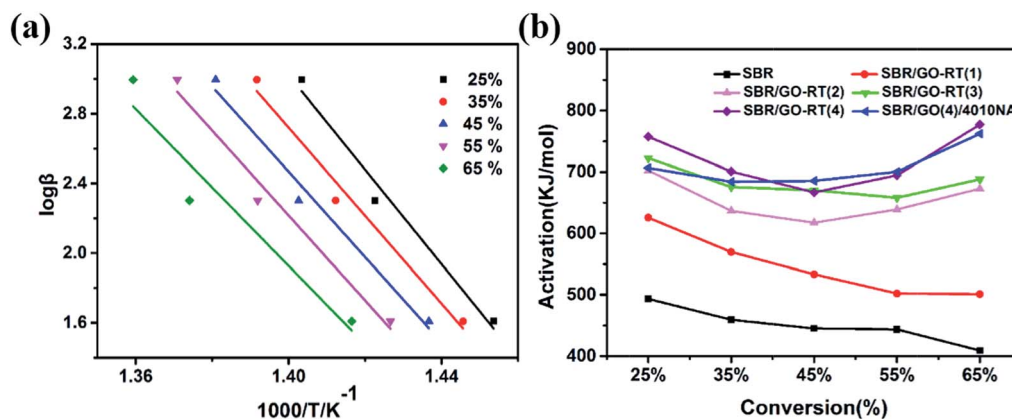 (a)
3.2
2.8
2.4
2.0
1.6
logβ
1.36
1.40
1.44
1000/T/K⁻¹
25%
35%
45 %
55 %
65 %
(b)
900
800
700
600
500
400
Activation(KJ/mol)
SBR
SBR/GO-RT(1)
SBR/GO-RT(2)
SBR/GO-RT(3)
SBR/GO-RT(4)
SBR/GO(4)/4010NA
25%
35%
45%
55%
65%
Conversion(%)